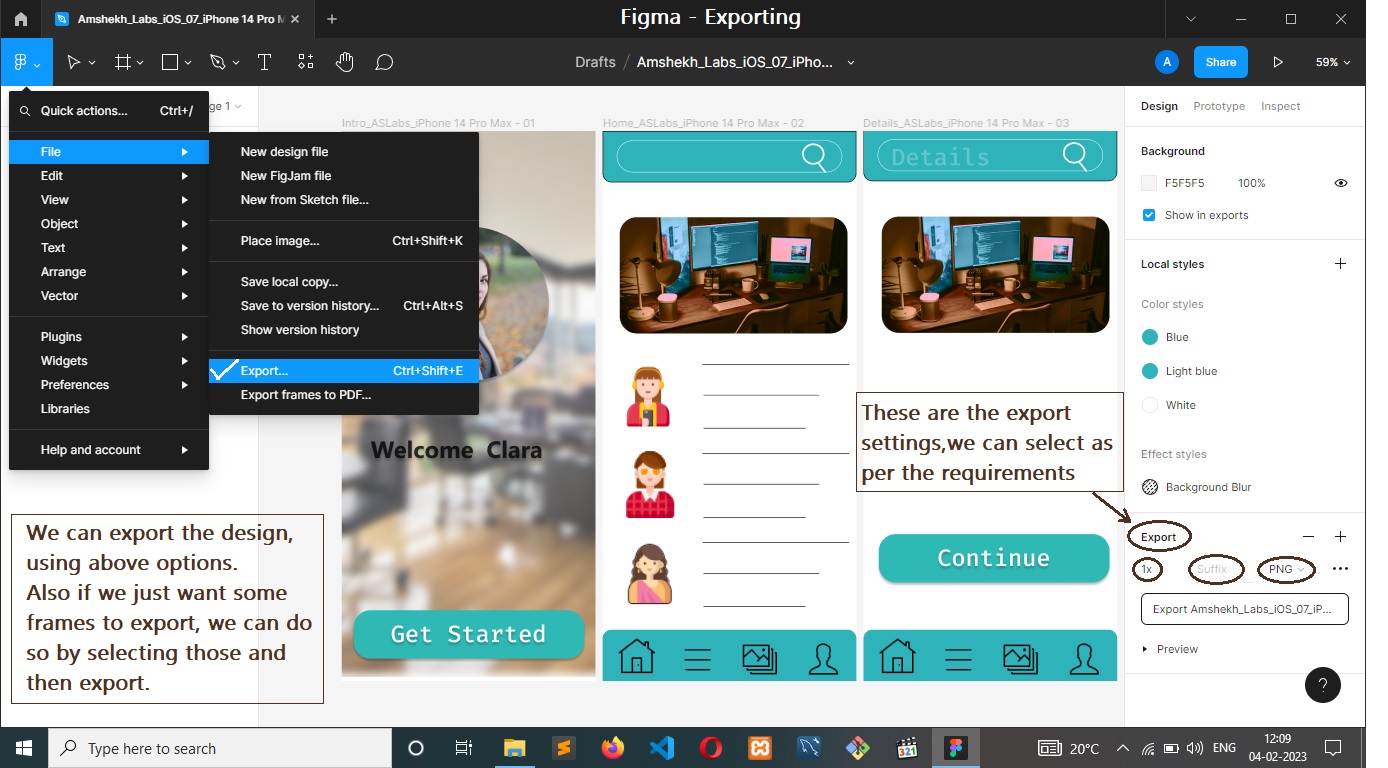 Amshekh_Labs_iOS_07_iPhone 14 Pro M
Figma - Exporting
Drafts / Amshekh_Labs_iOS_07_iPho...
A
Share
59%
Quick actions... Ctrl+/
ge 1
File
Edit
View
Object
Text
Arrange
Vector
Plugins
Widgets
Preferences
Libraries
Help and account
New design file
New FigJam file
New from Sketch file...
Place image... Ctrl+Shift+K
Save local copy...
Save to version history... Ctrl+Alt+S
Show version history
Export... Ctrl+Shift+E
Export frames to PDF...
We can export the design,
using above options.
Also if we just want some
frames to export, we can do
so by selecting those and
then export.
Intro_ASLabs_iPhone 14 Pro Max - 01
Welcome Clara
Get Started
Home_ASLabs_iPhone 14 Pro Max - 02
Details_ASLabs_iPhone 14 Pro Max - 03
Details
These are the export
settings,we can select as
per the requirements
Continue
Design Prototype Inspect
Background
F5F5F5 100%
Show in exports
Local styles
Color styles
Blue
Light blue
White
Effect styles
Background Blur
Export
1x Suffix PNG
Export Amshekh_Labs_iOS_07_iP...
Preview
?
Type here to search
321
20°C
ENG
12:09
04-02-2023